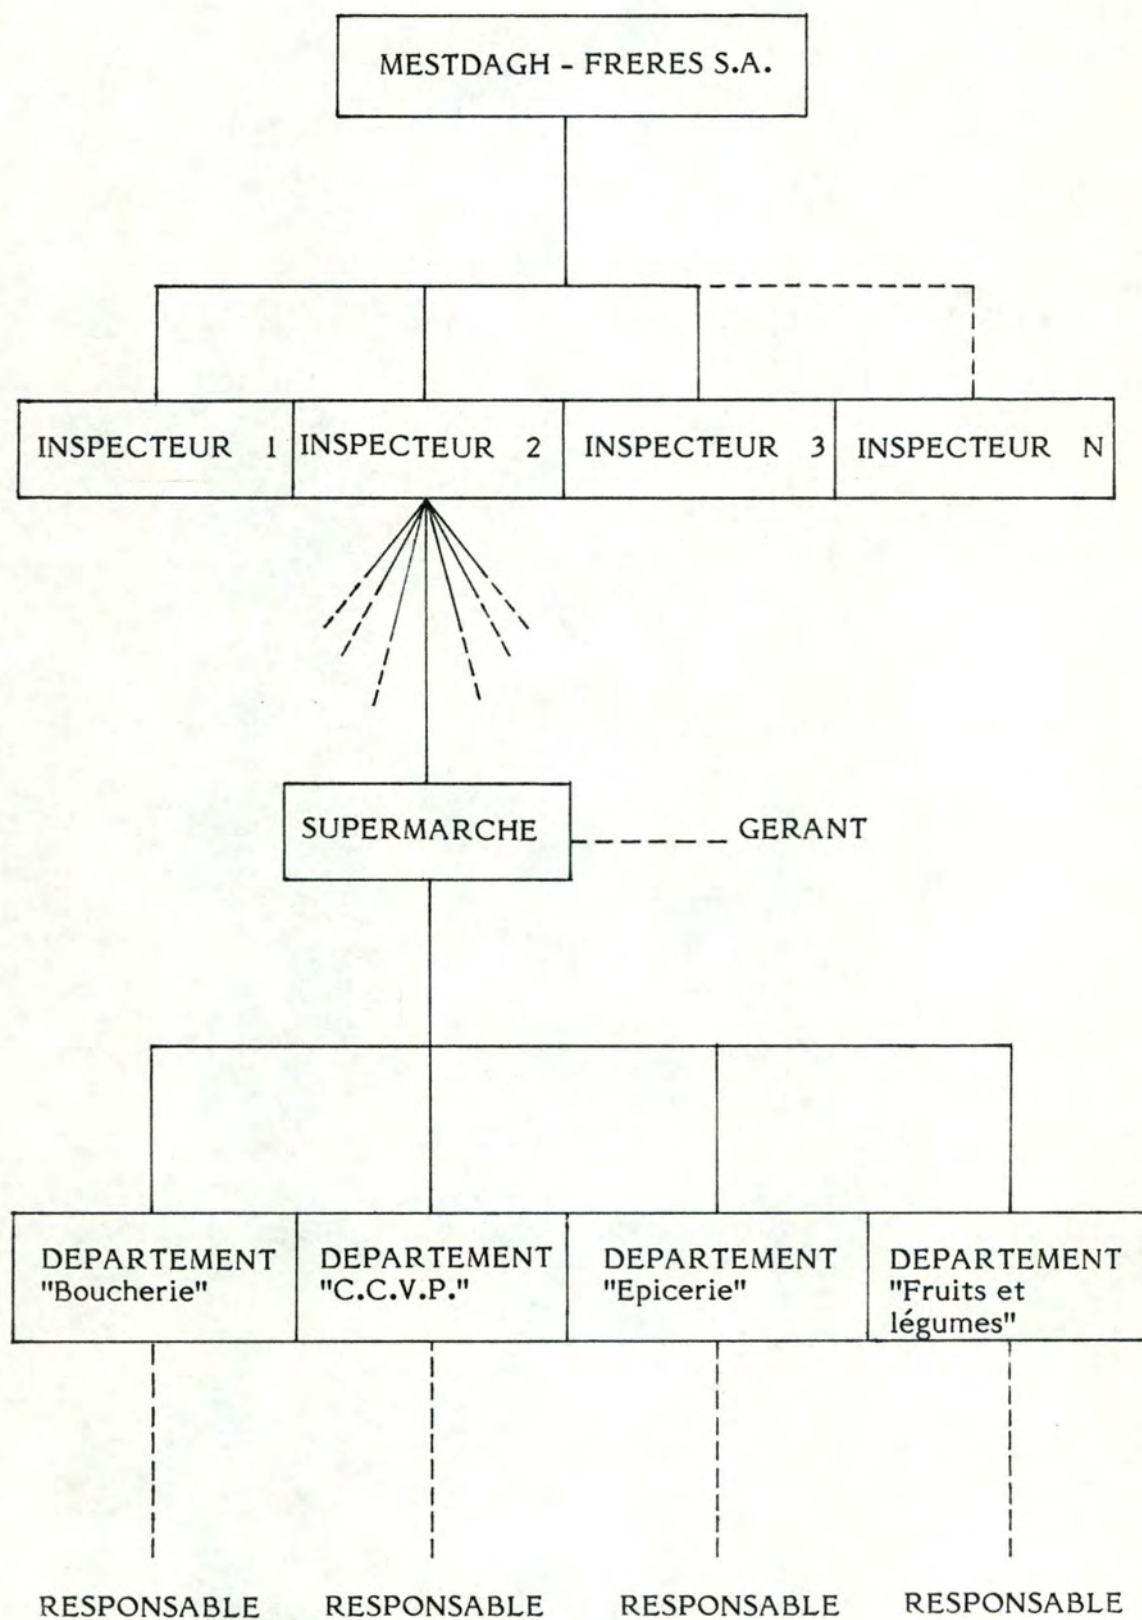 MESTDAGH - FRERES S.A.
INSPECTEUR 1
INSPECTEUR 2
INSPECTEUR 3
INSPECTEUR N
SUPERMARCHE
GERANT
DEPARTEMENT
"Boucherie"
DEPARTEMENT
"C.C.V.P."
DEPARTEMENT
"Epicerie"
DEPARTEMENT
"Fruits et
légumes"
RESPONSABLE
RESPONSABLE
RESPONSABLE
RESPONSABLE